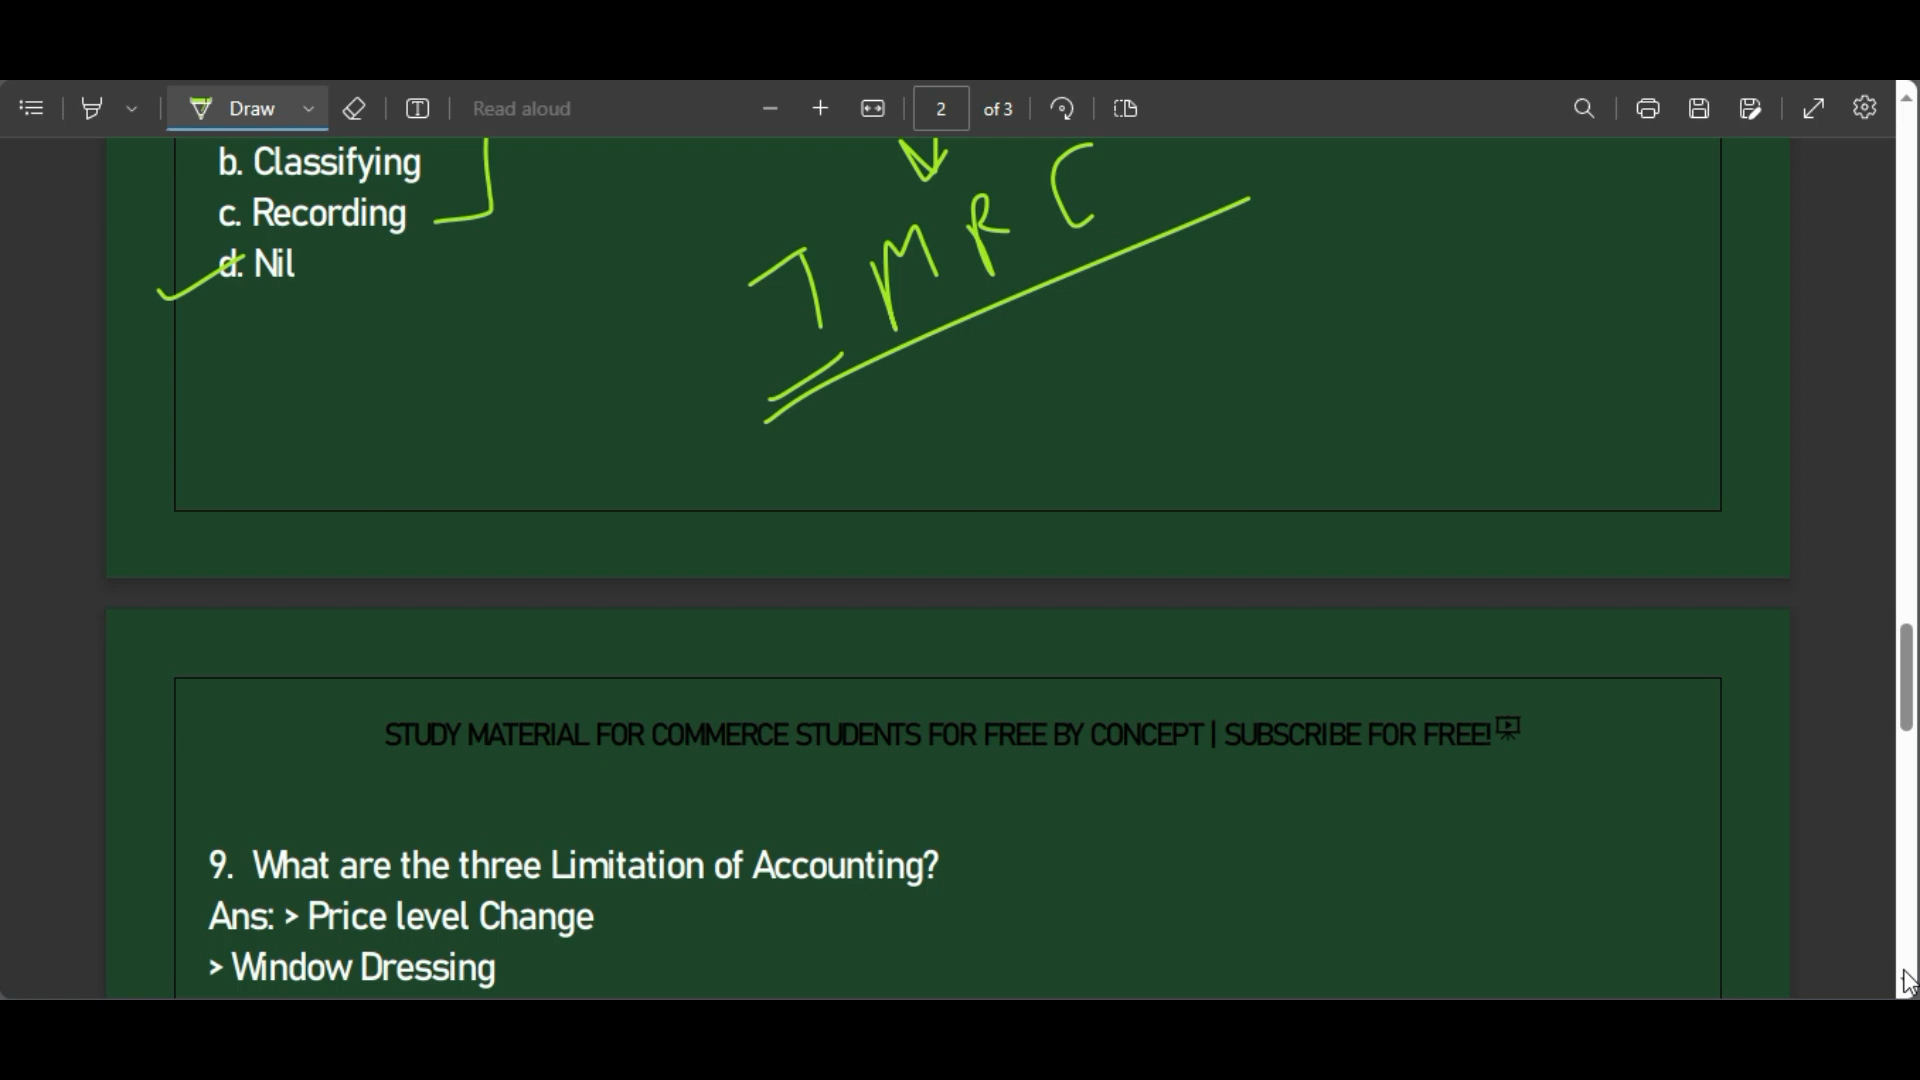 Draw
Read aloud
2 of 3
b. Classifying
c. Recording
d. Nil
STUDY MATERIAL FOR COMMERCE STUDENTS FOR FREE BY CONCEPT | SUBSCRIBE FOR FREE!
9. What are the three Limitation of Accounting?
Ans: > Price level Change
> Window Dressing